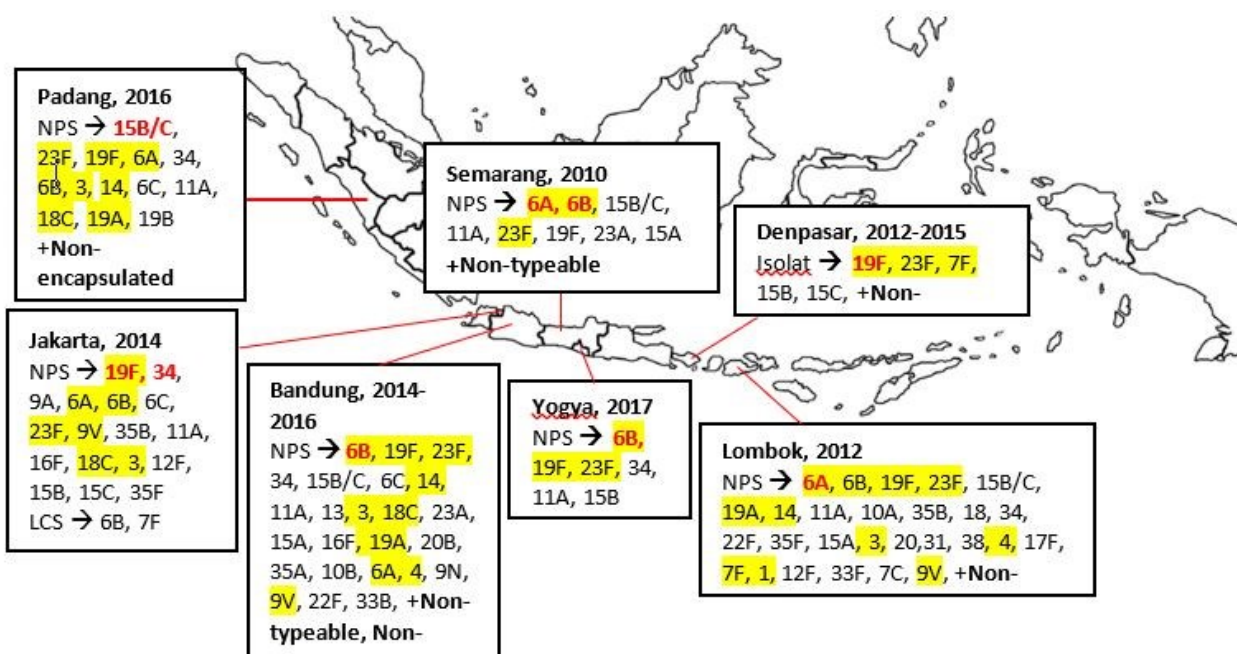 Padang, 2016
NPS → 15B/C,
23F, 19F, 6A, 34,
6B, 3, 14, 6C, 11A,
18C, 19A, 19B
+Non-
encapsulated
Semarang, 2010
NPS → 6A, 6B, 15B/C,
11A, 23F, 19F, 23A, 15A
+Non-typeable
Denpasar, 2012-2015
Isolat → 19F, 23F, 7F,
15B, 15C, +Non-
Jakarta, 2014
NPS → 19F, 34,
9A, 6A, 6B, 6C,
23F, 9V, 35B, 11A,
16F, 18C, 3, 12F,
15B, 15C, 35F
LCS → 6B, 7F
Bandung, 2014-
2016
NPS → 6B, 19F, 23F,
34, 15B/C, 6C, 14,
11A, 13, 3, 18C, 23A,
15A, 16F, 19A, 20B,
35A, 10B, 6A, 4, 9N,
9V, 22F, 33B, +Non-
typeable, Non-
Yogya, 2017
NPS → 6B,
19F, 23F, 34,
11A, 15B
Lombok, 2012
NPS → 6A, 6B, 19F, 23F, 15B/C,
19A, 14, 11A, 10A, 35B, 18, 34,
22F, 35F, 15A, 3, 20,31, 38, 4, 17F,
7F, 1, 12F, 33F, 7C, 9V, +Non-